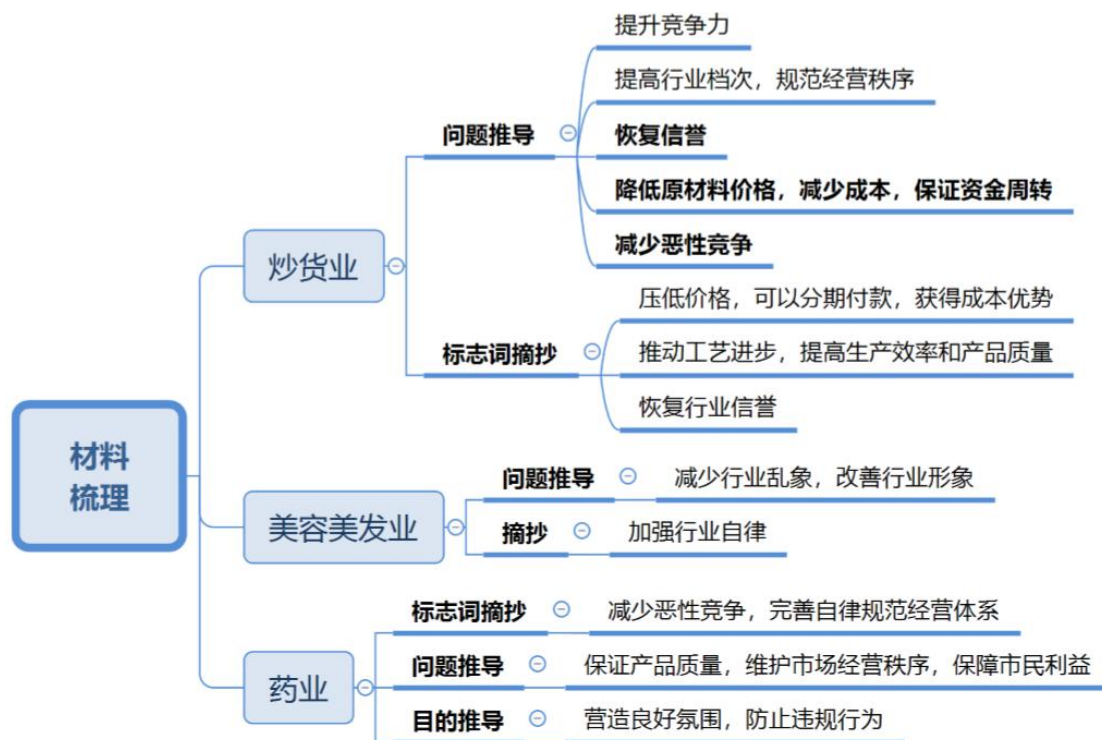 材料
梳理
炒货业
问题推导
提升竞争力
提高行业档次，规范经营秩序
恢复信誉
降低原材料价格，减少成本，保证资金周转
减少恶性竞争
标志词摘抄
压低价格，可以分期付款，获得成本优势
推动工艺进步，提高生产效率和产品质量
恢复行业信誉
美容美发业
问题推导
减少行业乱象，改善行业形象
摘抄
加强行业自律
药业
标志词摘抄
减少恶性竞争，完善自律规范经营体系
问题推导
保证产品质量，维护市场经营秩序，保障市民利益
目的推导
营造良好氛围，防止违规行为